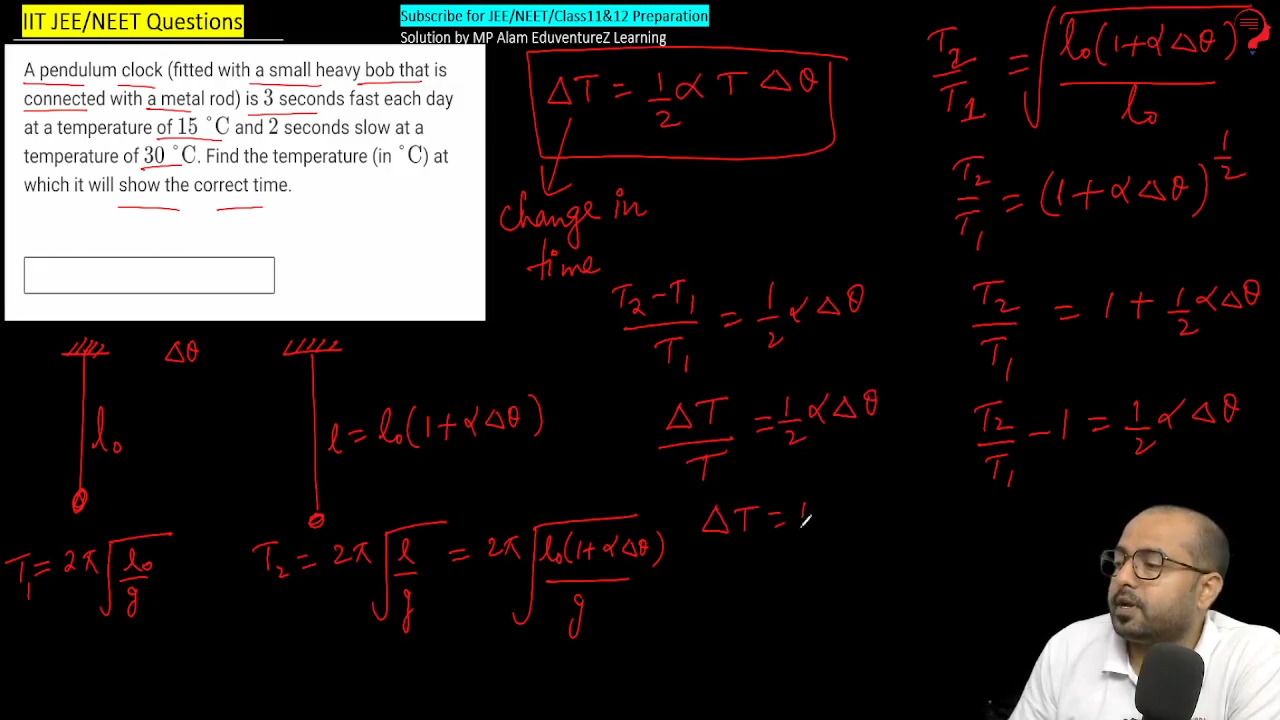 IIT JEE/NEET Questions
Subscribe for JEE/NEET/Class11&12 Preparation
Solution by MP Alam EduventureZ Learning
A pendulum clock (fitted with a small heavy bob that is
connected with a metal rod) is 3 seconds fast each day
at a temperature of 15 °C and 2 seconds slow at a
temperature of 30 °C. Find the temperature (in °C) at
which it will show the correct time.
ΔT = 1/2 α T Δθ
change in
time
(T₂ - T₁)/T₁ = 1/2 α Δθ
ΔT/T = 1/2 α Δθ
ΔT = 1
T₂/T₁ = √(l₀(1+αΔθ)/l₀)
T₂/T₁ = (1+αΔθ)^1/2
T₂/T₁ = 1 + 1/2 αΔθ
T₂/T₁ - 1 = 1/2 αΔθ
Δθ
l₀
l = l₀(1+αΔθ)
T₁ = 2π√(l₀/g)
T₂ = 2π√(l/g) = 2π√(l₀(1+αΔθ)/g)